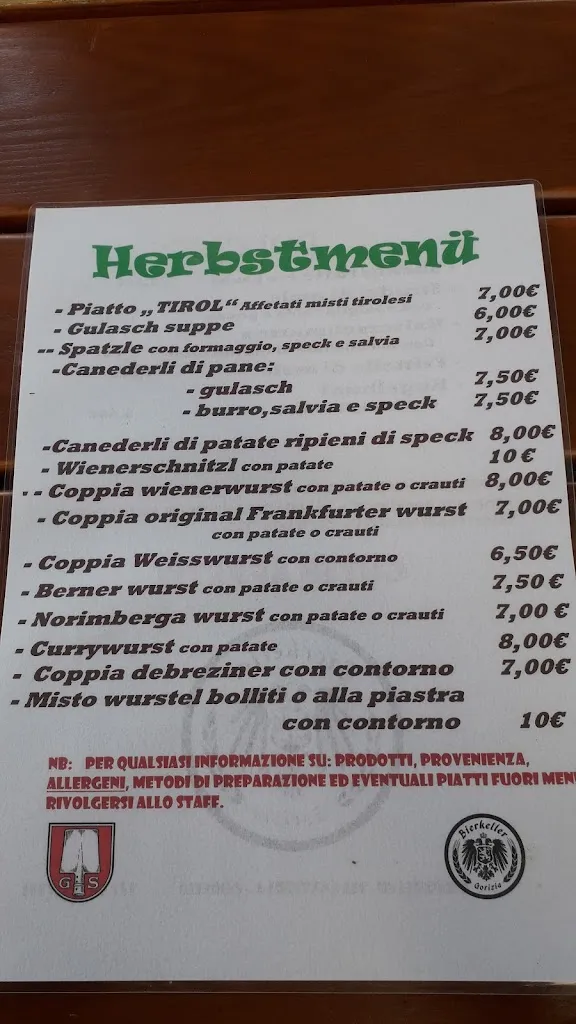 Herbstmenü
- Piatto „TIROL“ Affetati misti tirolesi 7,00€
- Gulasch suppe 6,00€
-- Spatzle con formaggio, speck e salvia 7,00€
-Canederli di pane:
- gulasch 7,50€
- burro,salvia e speck 7,50€
-Canederli di patate ripieni di speck 8,00€
- Wienerschnitzl con patate 10 €
-- Coppia wienerwurst con patate o crauti 8,00€
- Coppia original Frankfurter wurst 7,00€
con patate o crauti
- Coppia Weisswurst con contorno 6,50€
- Berner wurst con patate o crauti 7,50 €
- Norimberga wurst con patate o crauti 7,00 €
- Currywurst con patate 8,00€
- Coppia debreziner con contorno 7,00€
- Misto wurstel bolliti o alla piastra
con contorno 10€
NB: PER QUALSIASI INFORMAZIONE SU: PRODOTTI, PROVENIENZA,
ALLERGENI, METODI DI PREPARAZIONE ED EVENTUALI PIATTI FUORI MENU
RIVOLGERSI ALLO STAFF.
G S
Bierkeller
Gorizia